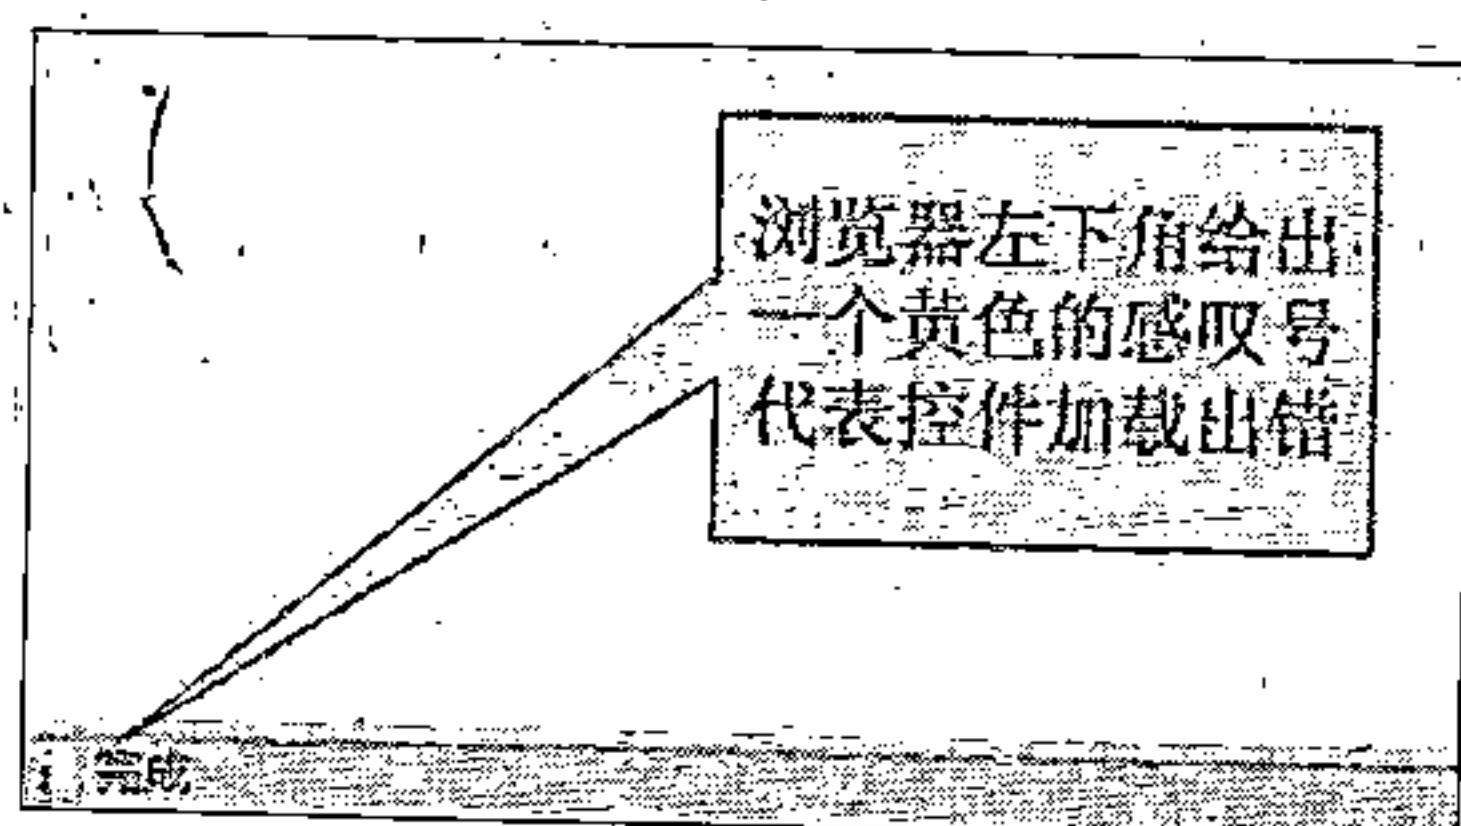 浏览器左下角给出
一个黄色的感叹号
代表控件加载出错
完成